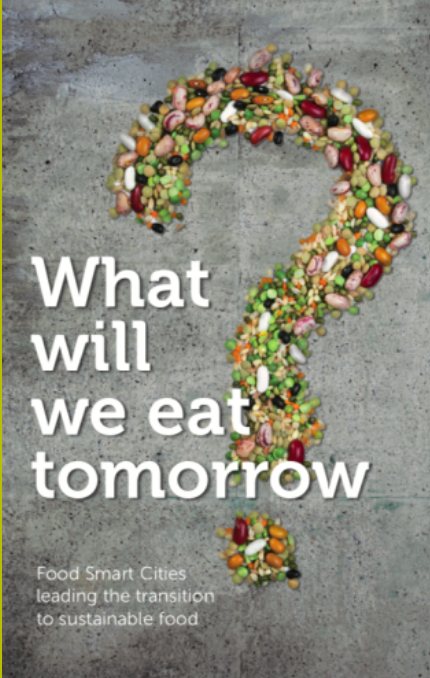 What
will
we eat
tomorrow
Food Smart Cities
leading the transition
to sustainable food